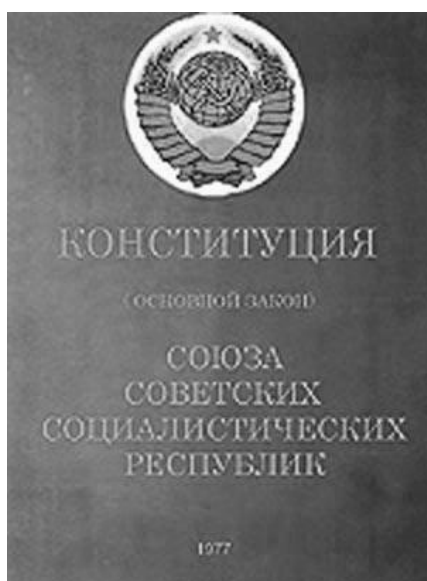 КОНСТИТУЦИЯ
(ОСНОВНОЙ ЗАКОН)
СОЮЗА
СОВЕТСКИХ
СОЦИАЛИСТИЧЕСКИХ
РЕСПУБЛИК
1977